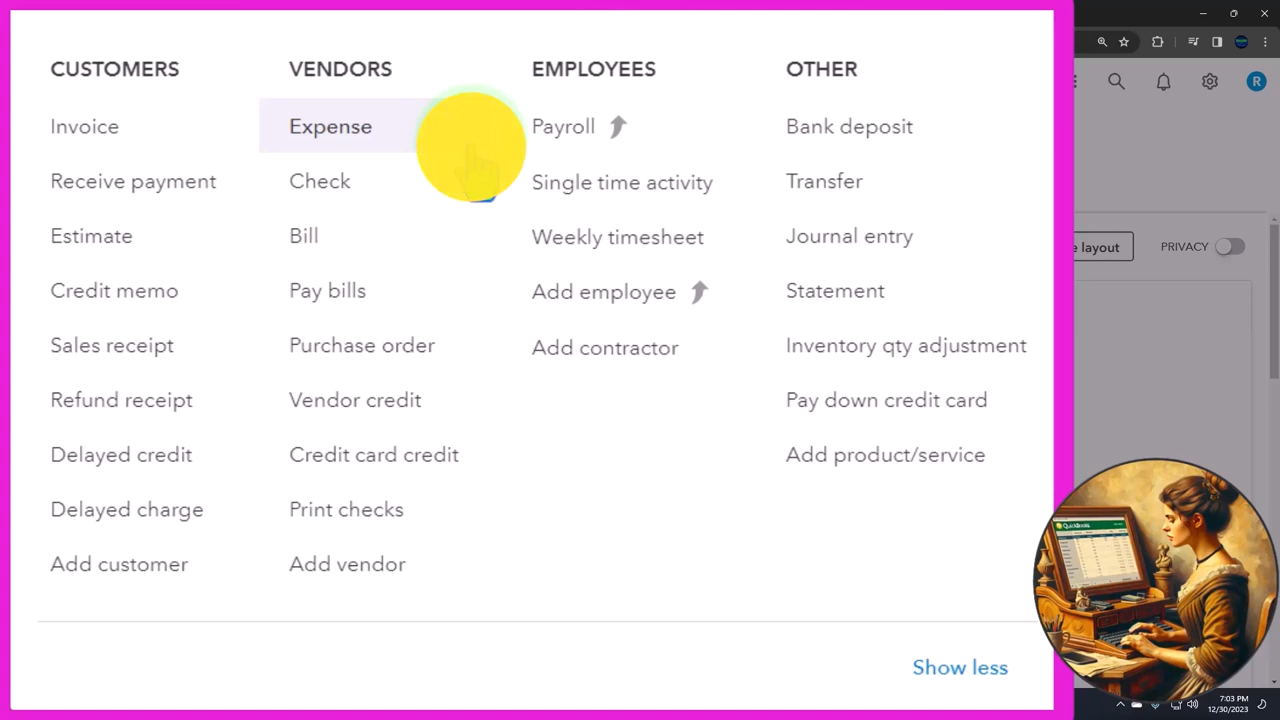 CUSTOMERS
Invoice
Receive payment
Estimate
Credit memo
Sales receipt
Refund receipt
Delayed credit
Delayed charge
Add customer
VENDORS
Expense
Check
Bill
Pay bills
Purchase order
Vendor credit
Credit card credit
Print checks
Add vendor
EMPLOYEES
Payroll
Single time activity
Weekly timesheet
Add employee
Add contractor
OTHER
Bank deposit
Transfer
Journal entry
Statement
Inventory qty adjustment
Pay down credit card
Add product/service
Show less
R
e layout
PRIVACY
QuickBooks
7:03 PM
12/30/2023